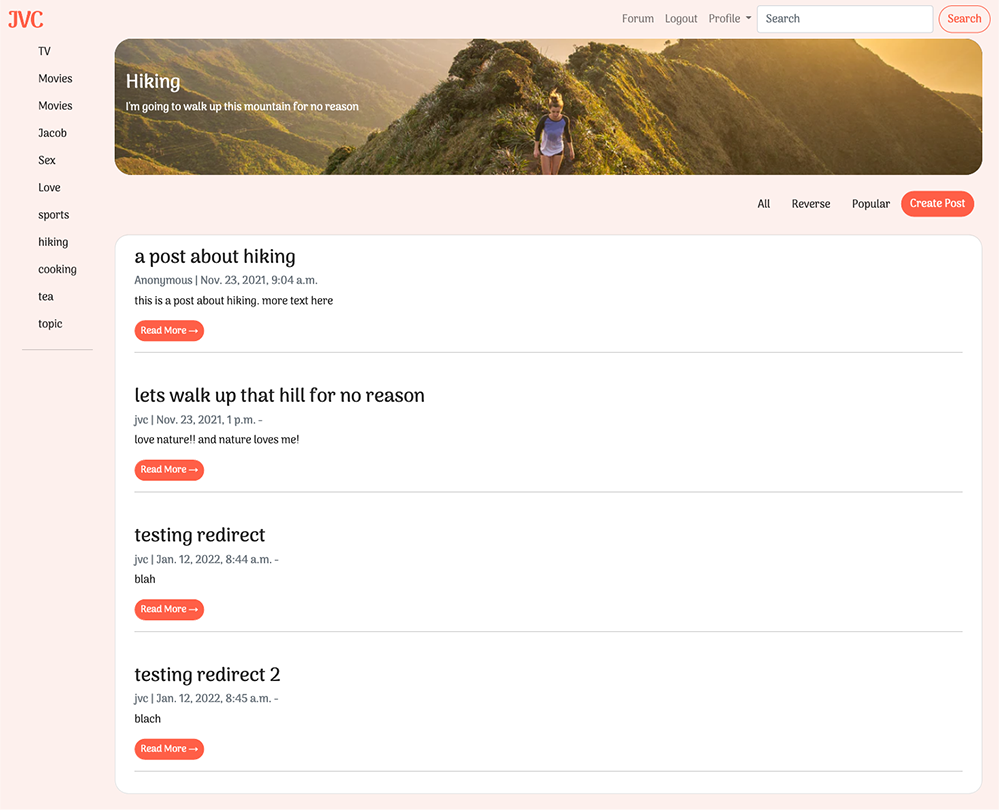 JVC
Forum Logout Profile Search Search
TV
Movies
Movies
Jacob
Sex
Love
sports
hiking
cooking
tea
topic
Hiking
I'm going to walk up this mountain for no reason
All Reverse Popular Create Post
a post about hiking
Anonymous | Nov. 23, 2021, 9:04 a.m.
this is a post about hiking. more text here
Read More →
lets walk up that hill for no reason
jvc | Nov. 23, 2021, 1 p.m. -
love nature!! and nature loves me!
Read More →
testing redirect
jvc | Jan. 12, 2022, 8:44 a.m. -
blah
Read More →
testing redirect 2
jvc | Jan. 12, 2022, 8:45 a.m. -
blach
Read More →